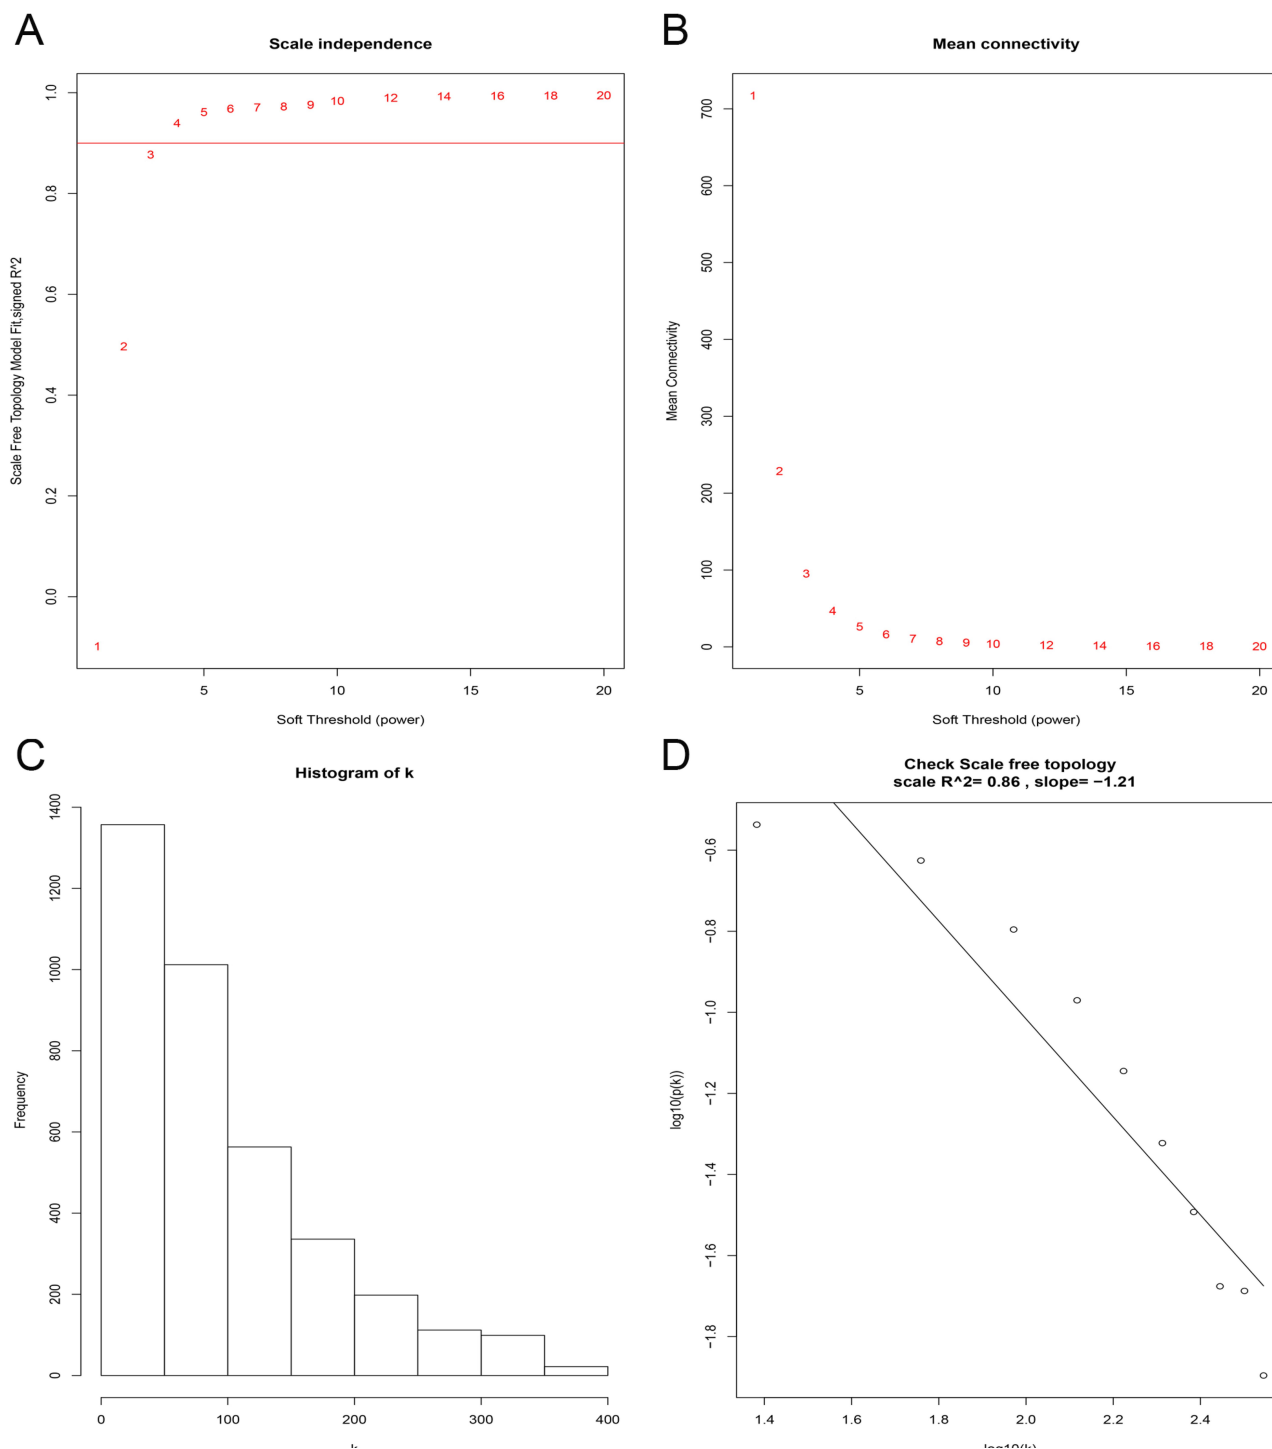 A
Scale independence
Scale Free Topology Model Fit,signed R^2
0.0 0.2 0.4 0.6 0.8 1.0
1 2 3 4 5 6 7 8 9 10 12 14 16 18 20
5 10 15 20
Soft Threshold (power)
B
Mean connectivity
Mean Connectivity
0 100 200 300 400 500 600 700
1 2 3 4 5 6 7 8 9 10 12 14 16 18 20
5 10 15 20
Soft Threshold (power)
C
Histogram of k
Frequency
0 200 400 600 800 1000 1200 1400
0 100 200 300 400
k
D
Check Scale free topology
scale R^2= 0.86 , slope= −1.21
log10(p(k))
−1.8 −1.6 −1.4 −1.2 −1.0 −0.8 −0.6
1.4 1.6 1.8 2.0 2.2 2.4
log10(k)